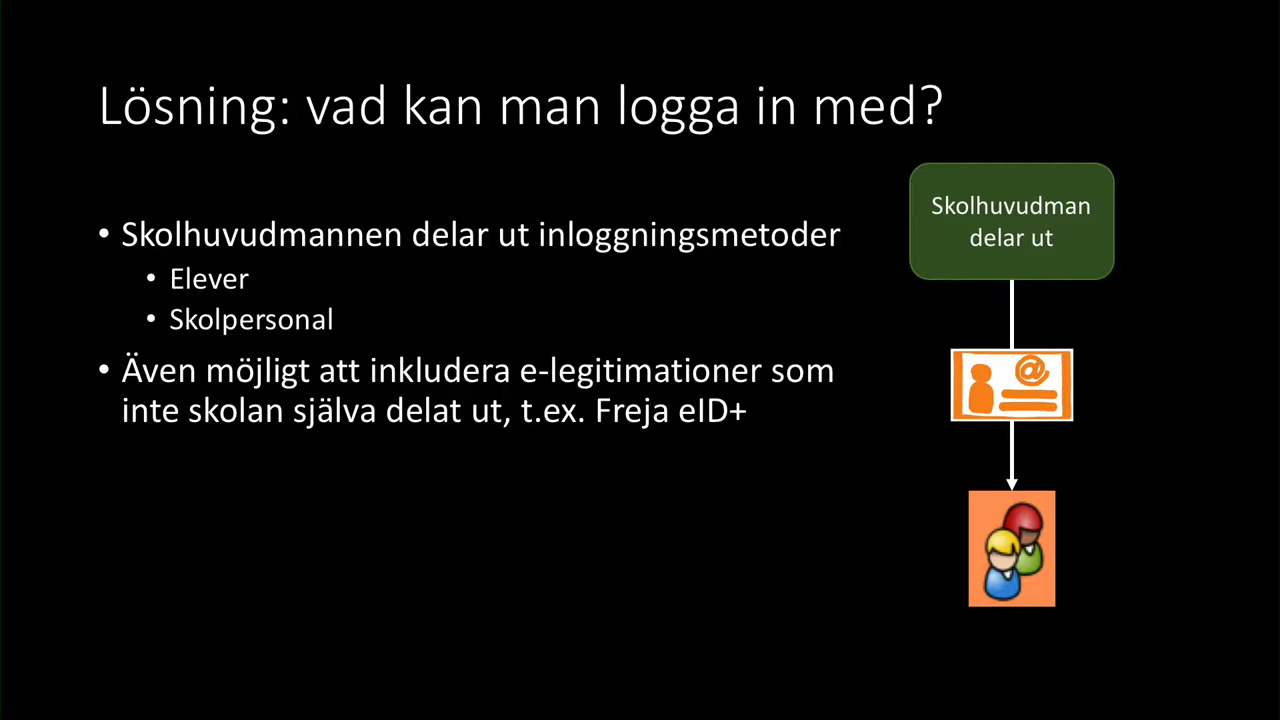 Lösning: vad kan man logga in med?
• Skolhuvudmannen delar ut inloggningsmetoder
• Elever
• Skolpersonal
• Även möjligt att inkludera e-legitimationer som
inte skolan själva delat ut, t.ex. Freja eID+
Skolhuvudman
delar ut
@